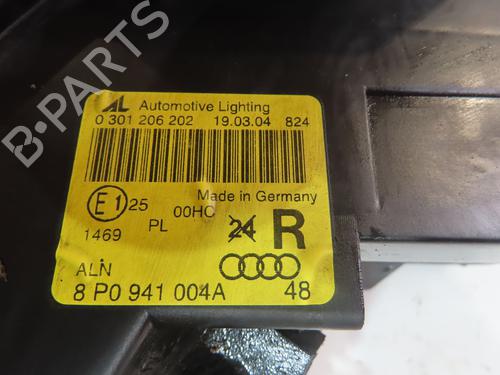 B-PARTS
AL Automotive Lighting
0 301 206 202 19.03.04 824
Made in Germany
E1 25 00HC
1469 PL 24 R
ALN
8 P0 941 004A 48